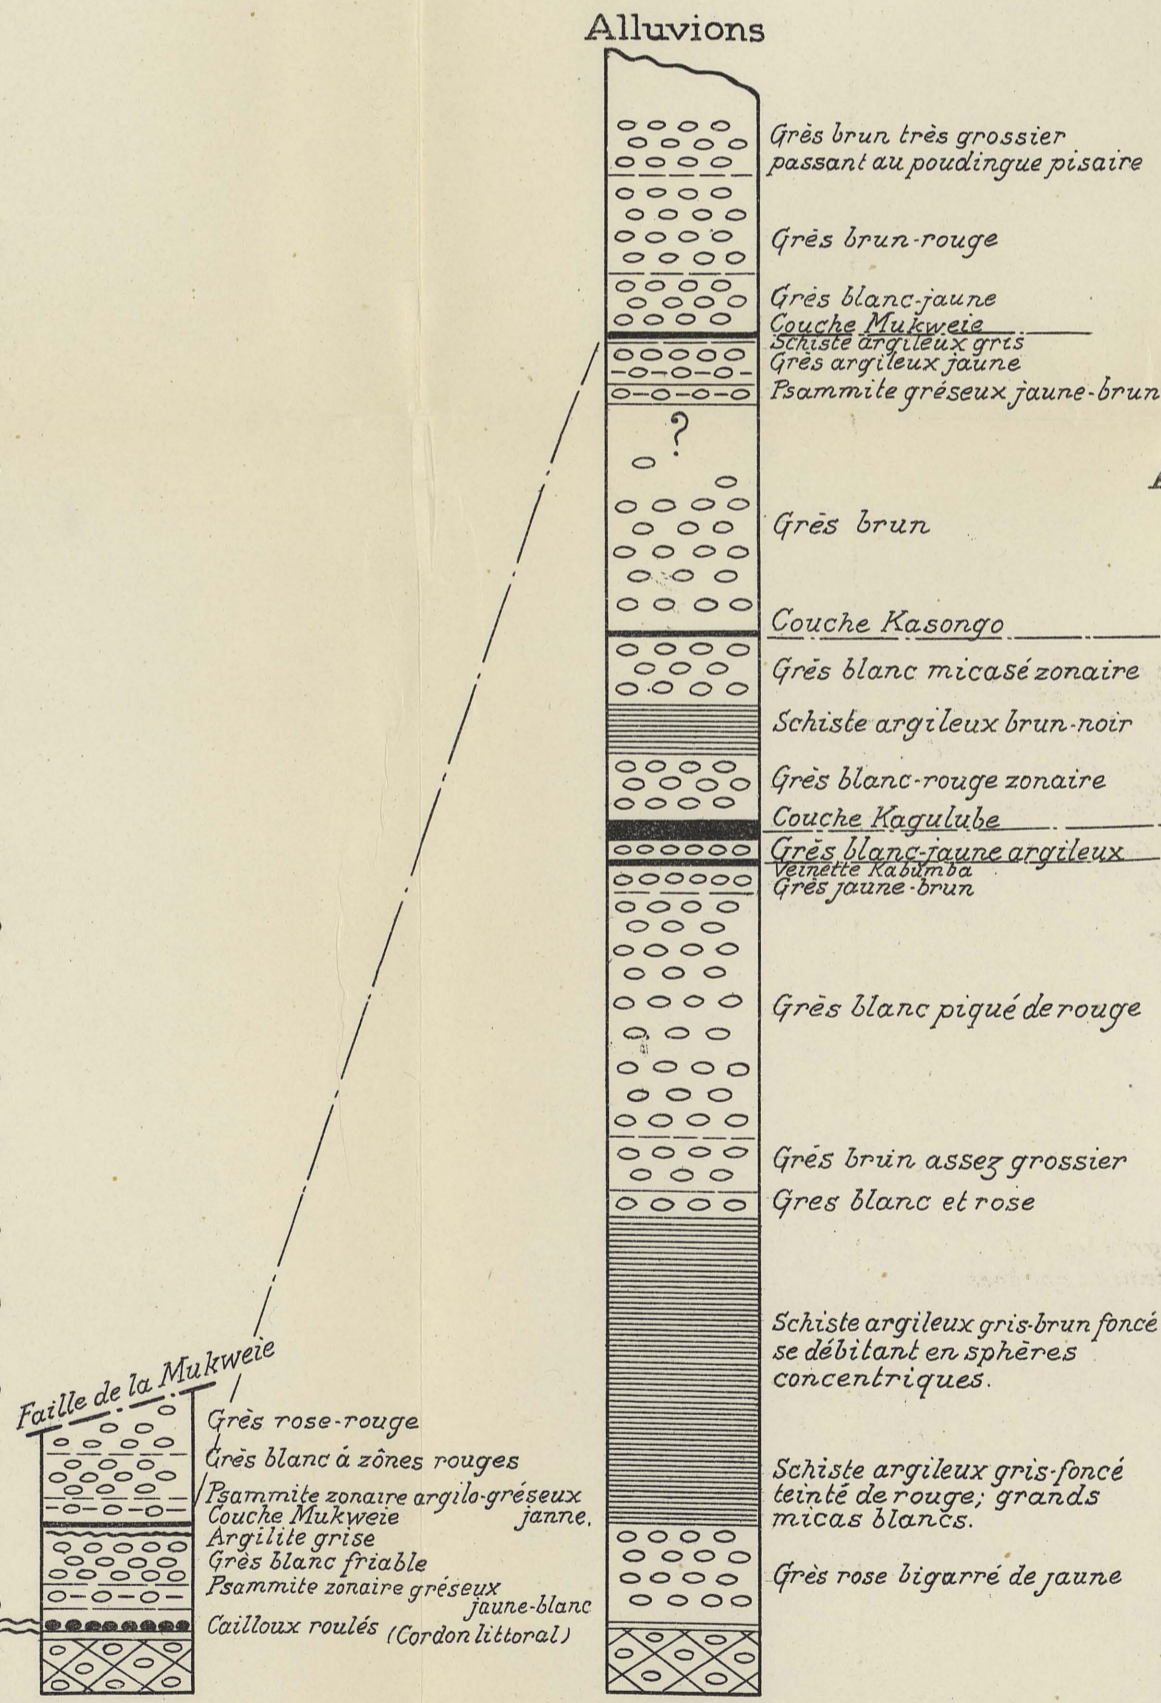 Alluvions
Grès brun très grossier
passant au poudingue pisaire
Grès brun-rouge
Grès blanc-jaune
Couche Mukweie
Schiste argileux gris
Grès argileux jaune
Psammite gréseux jaune-brun
?
Grès brun
Couche Kasongo
Grès blanc micasé zonaire
Schiste argileux brun-noir
Grès blanc-rouge zonaire
Couche Kagulube
Grès blanc-jaune argileux
Veinette Kabumba
Grès jaune-brun
Grès blanc piqué de rouge
Grès brun assez grossier
Gres blanc et rose
Schiste argileux gris-brun foncé
se débitant en sphères
concentriques.
Schiste argileux gris-foncé
teinté de rouge; grands
micas blancs.
Grès rose bigarré de jaune
Faille de la Mukweie
Grès rose-rouge
Grès blanc á zônes rouges
Psammite zonaire argilo-gréseux
janne.
Couche Mukweie
Argilite grise
Grès blanc friable
Psammite zonaire gréseux
jaune-blanc
Cailloux roulés (Cordon littoral)